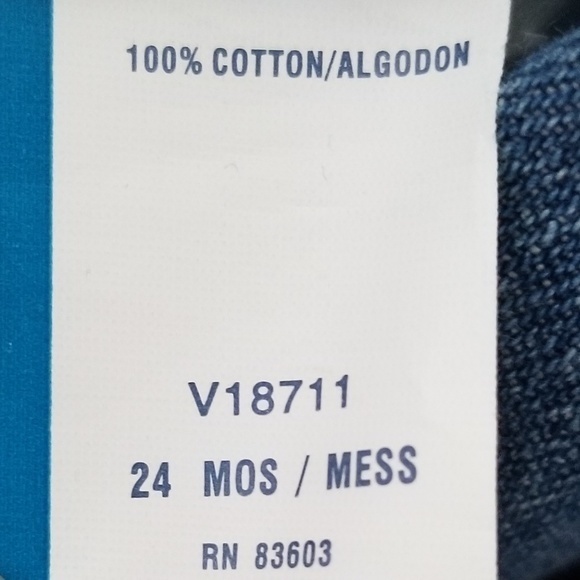 100% COTTON/ALGODON
V18711
24 MOS / MESS
RN 83603